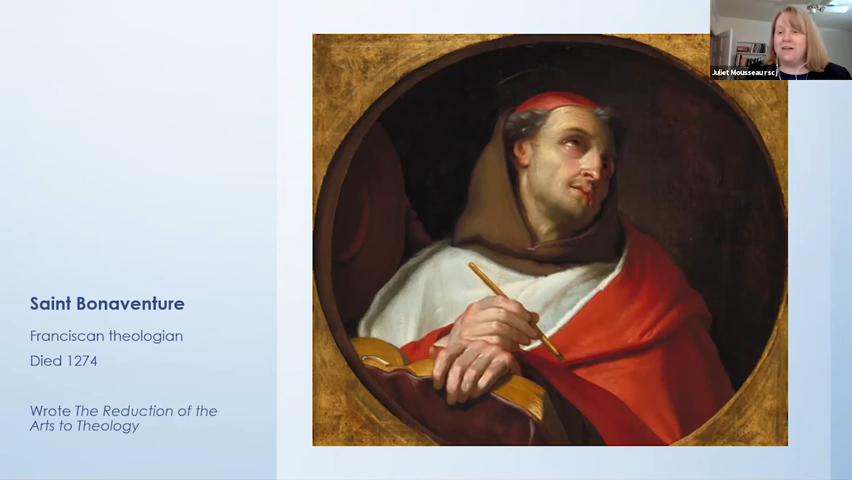 Juliet Mousseau rscj
Saint Bonaventure
Franciscan theologian
Died 1274
Wrote The Reduction of the
Arts to Theology